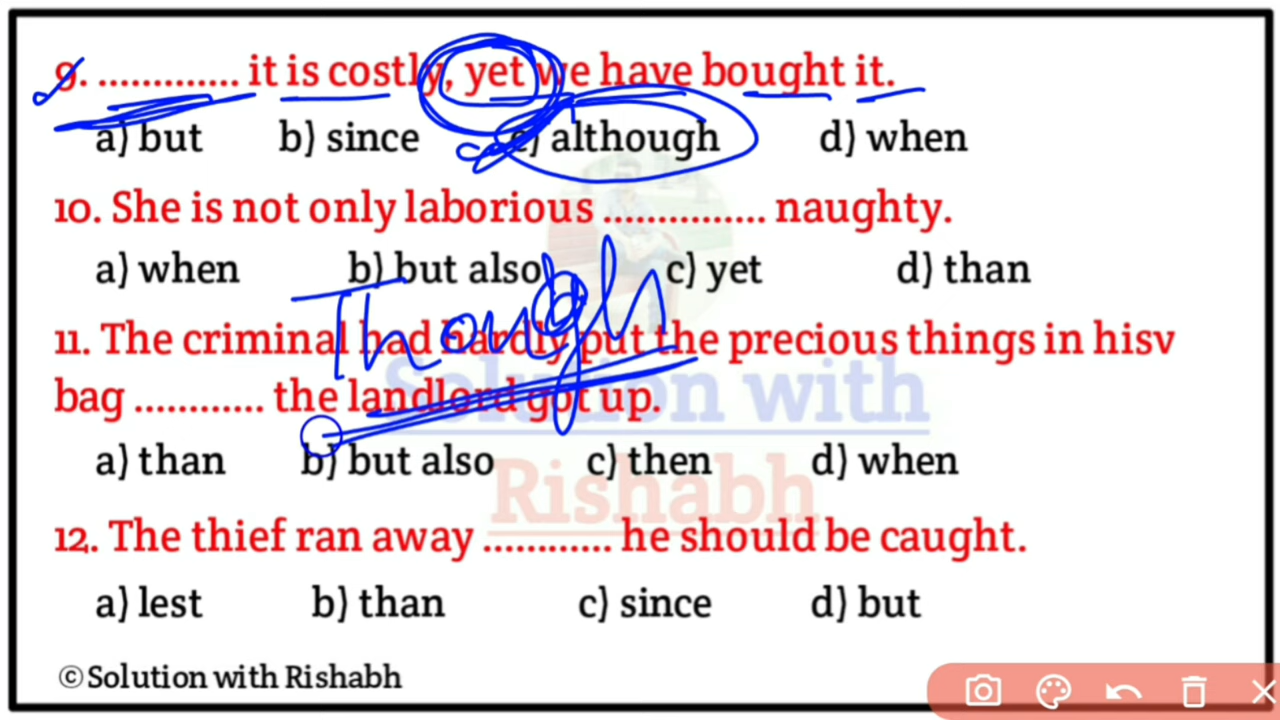 9. ............. it is costly, yet we have bought it.
a) but b) since c) although d) when
10. She is not only laborious ............... naughty.
a) when b) but also c) yet d) than
Though
11. The criminal had hardly put the precious things in hisv
bag ............ the landlord got up.
a) than b) but also c) then d) when
Solution with
Rishabh
12. The thief ran away ............ he should be caught.
a) lest b) than c) since d) but
© Solution with Rishabh